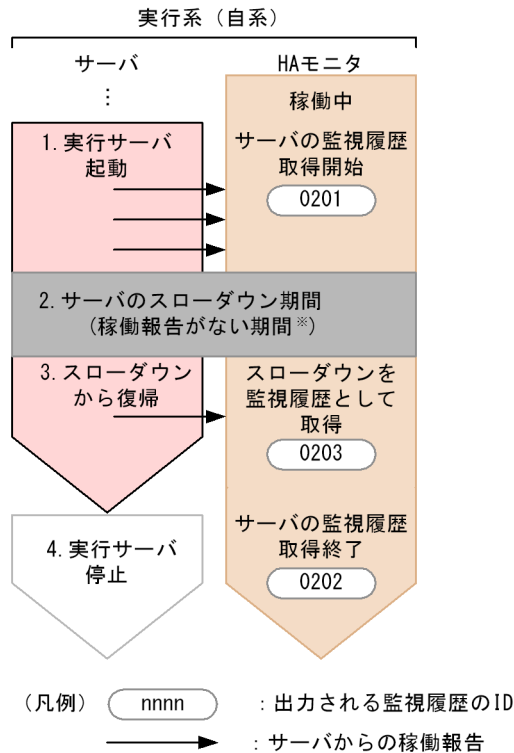 実行系（自系）
サーバ
⋮
HAモニタ
稼働中
1.実行サーバ
起動
サーバの監視履歴
取得開始
0201
2.サーバのスローダウン期間
（稼働報告がない期間※）
3.スローダウン
から復帰
スローダウンを
監視履歴として
取得
0203
4.実行サーバ
停止
サーバの監視履歴
取得終了
0202
（凡例） nnnn ：出力される監視履歴のID
：サーバからの稼働報告